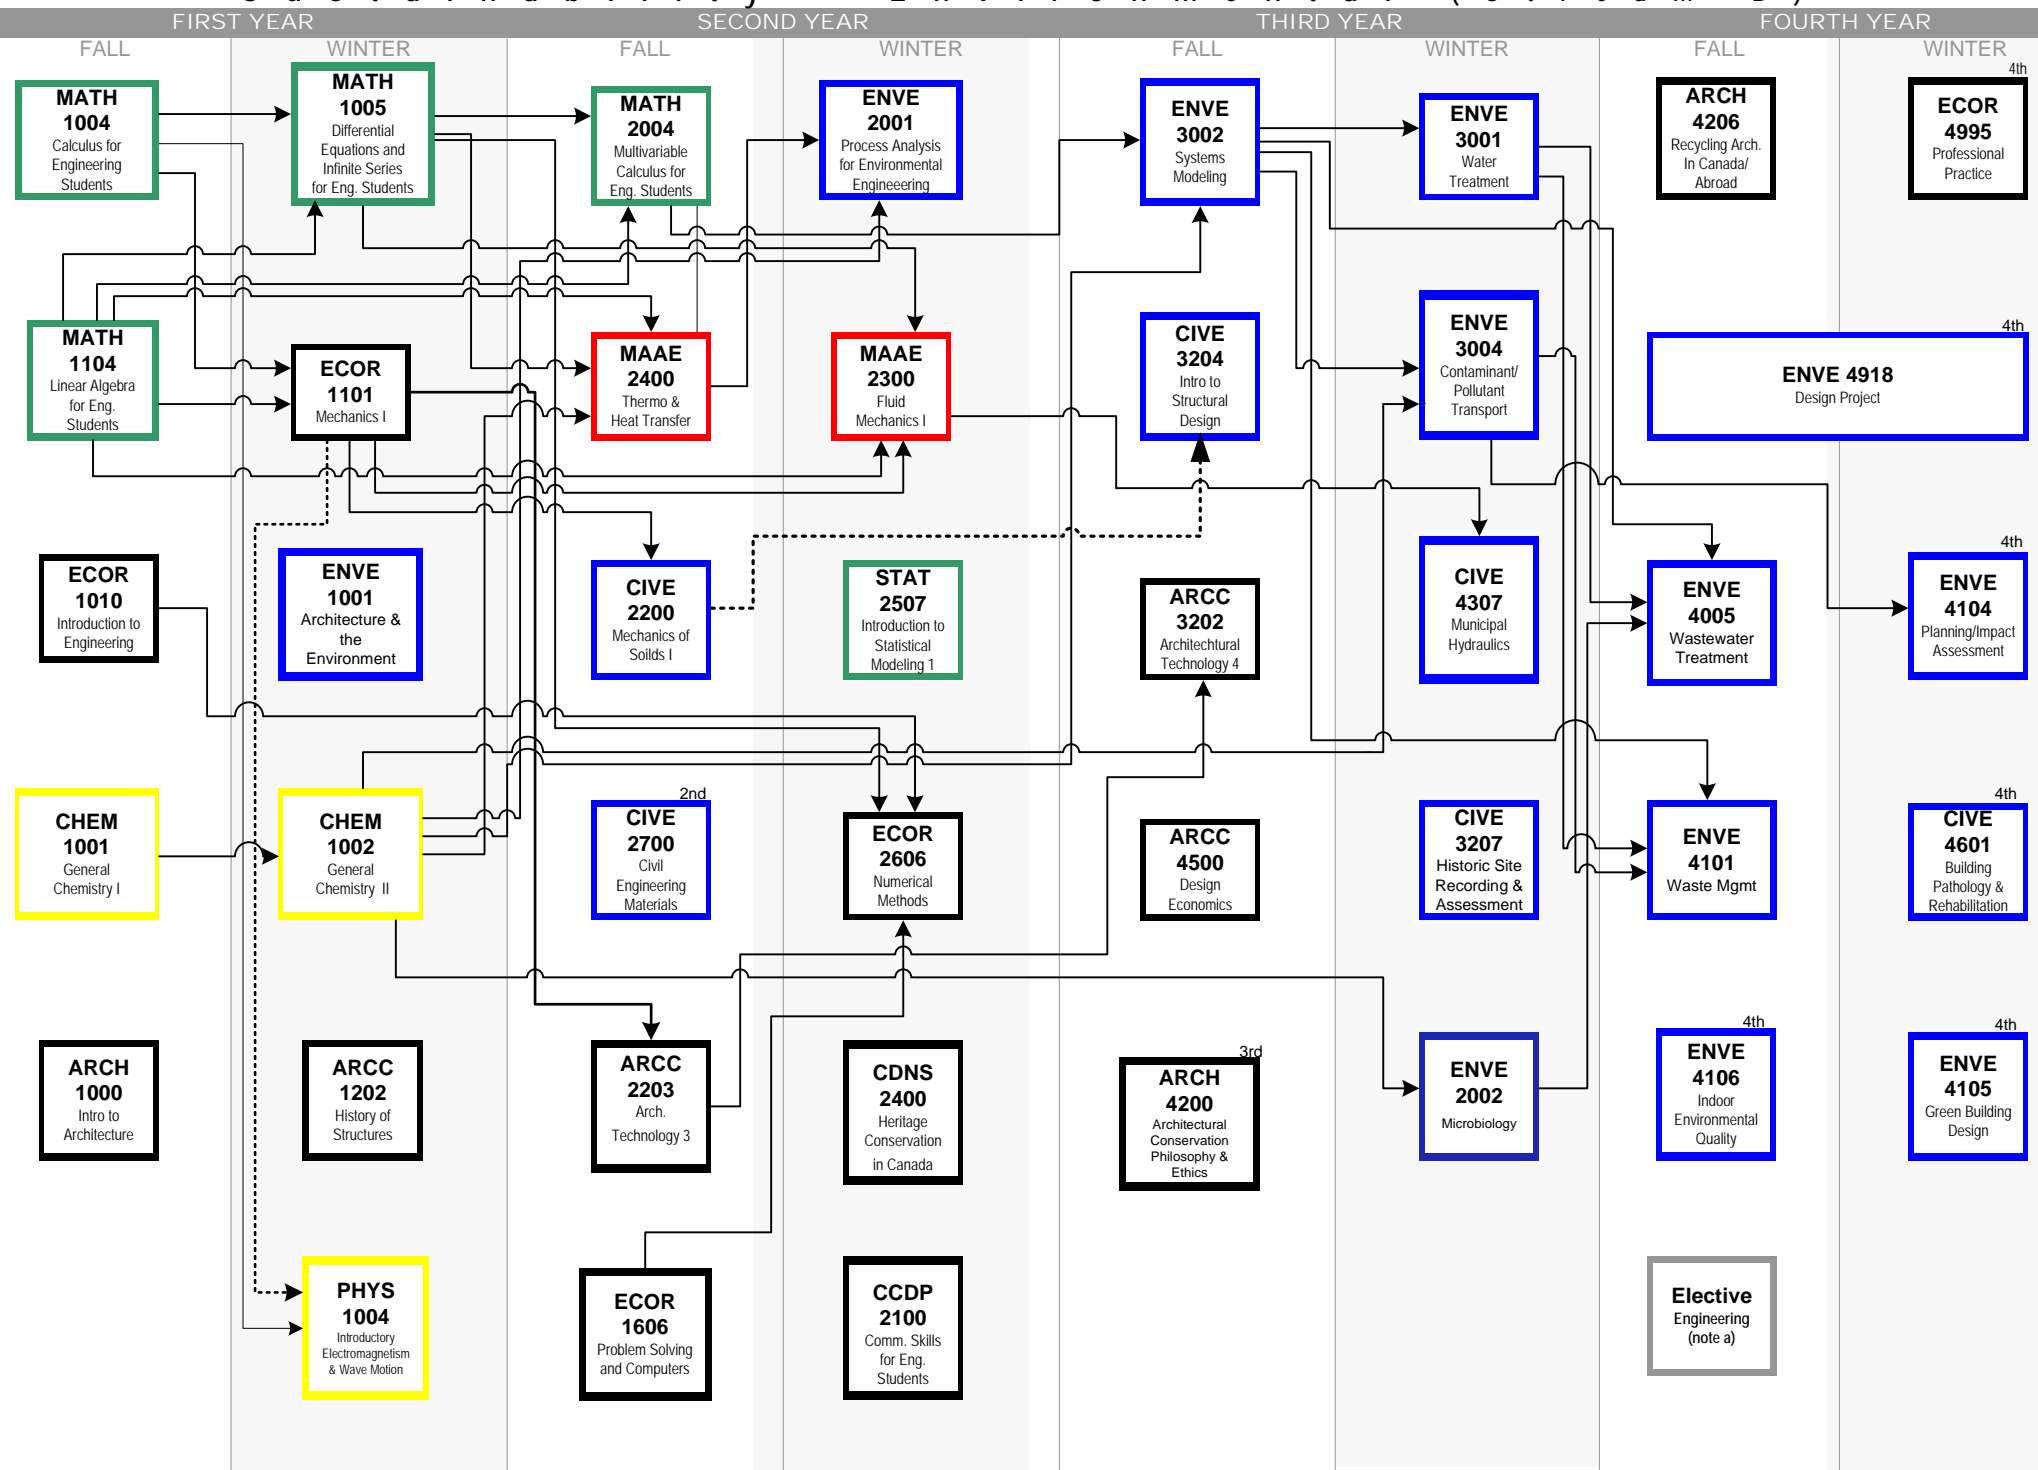 FIRST YEAR
SECOND YEAR
THIRD YEAR
FOURTH YEAR
FALL
WINTER
FALL
WINTER
FALL
WINTER
FALL
WINTER
MATH
1004
Calculus for
Engineering
Students
MATH
1005
Differential
Equations and
Infinite Series
for Eng. Students
MATH
2004
Multivariable
Calculus for
Eng. Students
ENVE
2001
Process Analysis
for Environmental
Engineering
ENVE
3002
Systems
Modeling
ENVE
3001
Water
Treatment
ARCH
4206
Recycling Arch.
In Canada/
Abroad
4th
ECOR
4995
Professional
Practice
MATH
1104
Linear Algebra
for Eng.
Students
ECOR
1101
Mechanics I
MAAE
2400
Thermo &
Heat Transfer
MAAE
2300
Fluid
Mechanics I
CIVE
3204
Intro to
Structural
Design
ENVE
3004
Contaminant/
Pollutant
Transport
4th
ENVE 4918
Design Project
ECOR
1010
Introduction to
Engineering
ENVE
1001
Architecture &
the
Environment
CIVE
2200
Mechanics of
Soilds I
STAT
2507
Introduction to
Statistical
Modeling 1
ARCC
3202
Architechtural
Technology 4
CIVE
4307
Municipal
Hydraulics
ENVE
4005
Wastewater
Treatment
4th
ENVE
4104
Planning/Impact
Assessment
CHEM
1001
General
Chemistry I
CHEM
1002
General
Chemistry II
2nd
CIVE
2700
Civil
Engineering
Materials
ECOR
2606
Numerical
Methods
ARCC
4500
Design
Economics
CIVE
3207
Historic Site
Recording &
Assessment
ENVE
4101
Waste Mgmt
4th
CIVE
4601
Building
Pathology &
Rehabilitation
ARCH
1000
Intro to
Architecture
ARCC
1202
History of
Structures
ARCC
2203
Arch.
Technology 3
CDNS
2400
Heritage
Conservation
in Canada
3rd
ARCH
4200
Architectural
Conservation
Philosophy &
Ethics
ENVE
2002
Microbiology
4th
ENVE
4106
Indoor
Environmental
Quality
4th
ENVE
4105
Green Building
Design
PHYS
1004
Introductory
Electromagnetism
& Wave Motion
ECOR
1606
Problem Solving
and Computers
CCDP
2100
Comm. Skills
for Eng.
Students
Elective
Engineering
(note a)